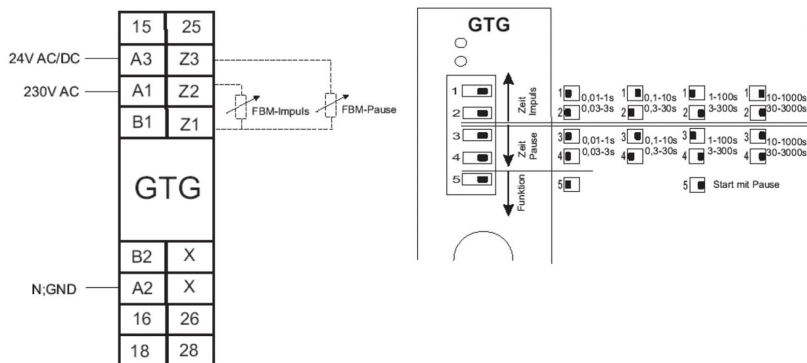 15 25
24V AC/DC A3 Z3
230V AC A1 Z2
FBM-Impuls FBM-Pause
B1 Z1
GTG
B2 X
N;GND A2 X
16 26
18 28
GTG
1
2
3
4
5
Zeit
Impuls
Zeit
Pause
Funktion
1 0,01-1s 1 0,1-10s 1 1-100s 1 10-1000s
2 0,03-3s 2 0,3-30s 2 3-300s 2 30-3000s
3 0,01-1s 3 0,1-10s 3 1-100s 3 10-1000s
4 0,03-3s 4 0,3-30s 4 3-300s 4 30-3000s
5 5 Start mit Pause